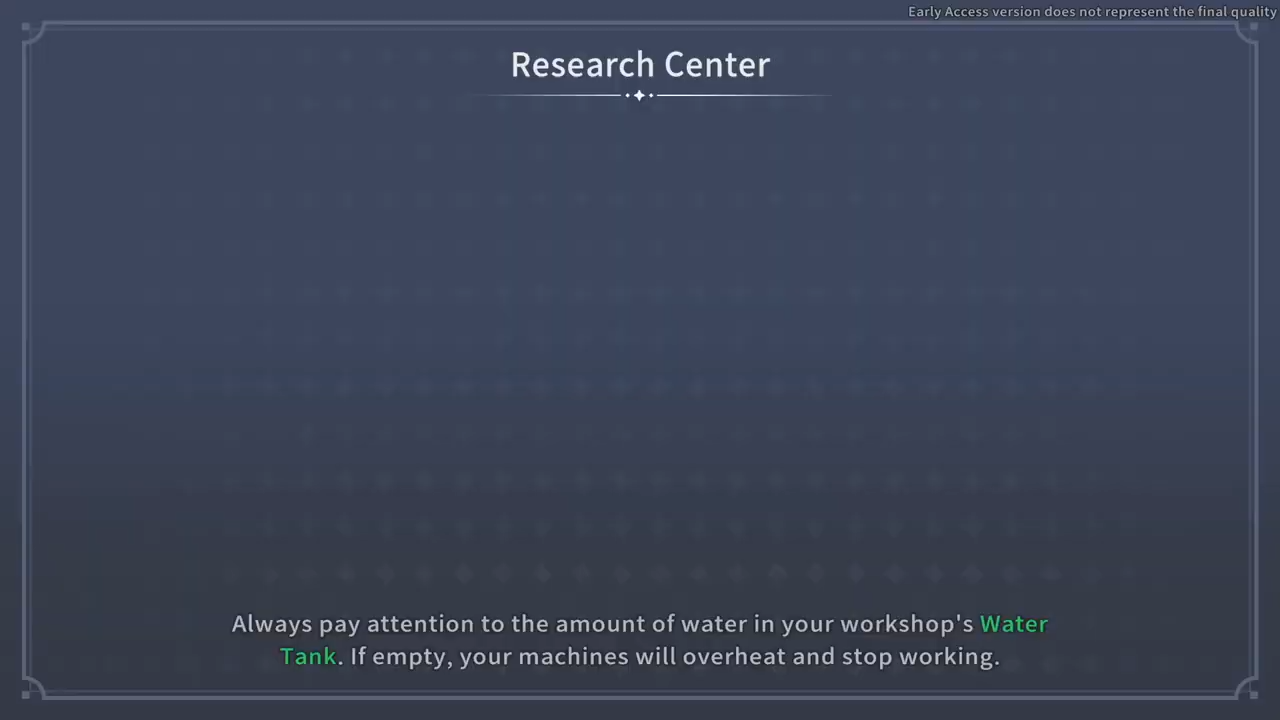 Early Access version does not represent the final quality
Research Center
Always pay attention to the amount of water in your workshop's Water
Tank. If empty, your machines will overheat and stop working.